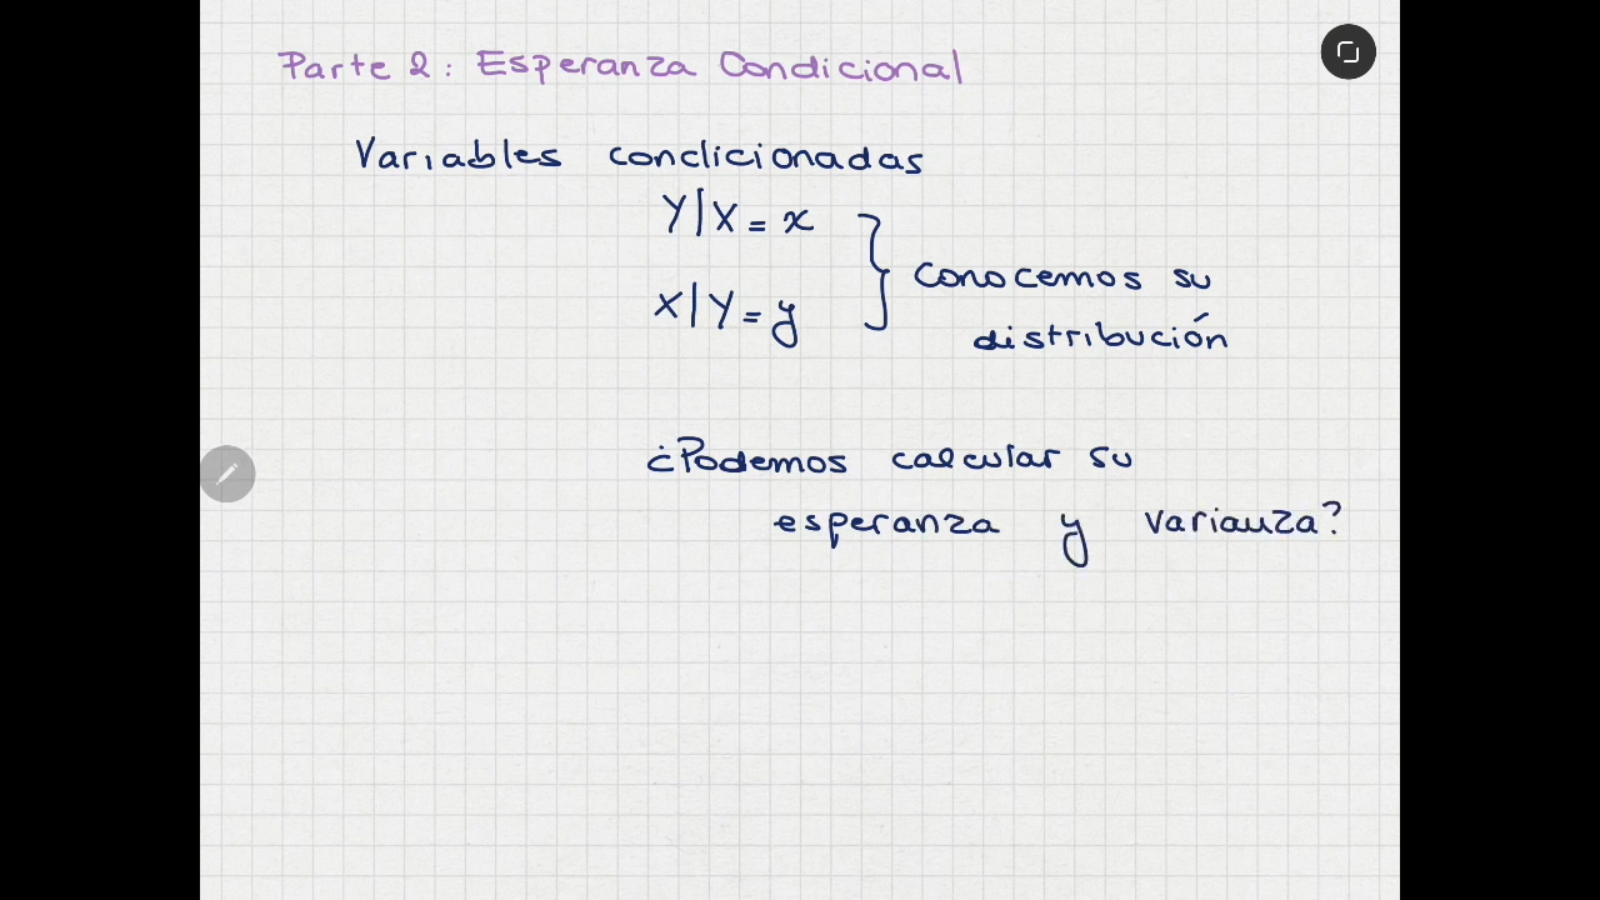 Parte 2: Esperanza Condicional
Variables condicionadas
Y|X = x
X|Y = y
Conocemos su
distribución
¿Podemos calcular su
esperanza y varianza?